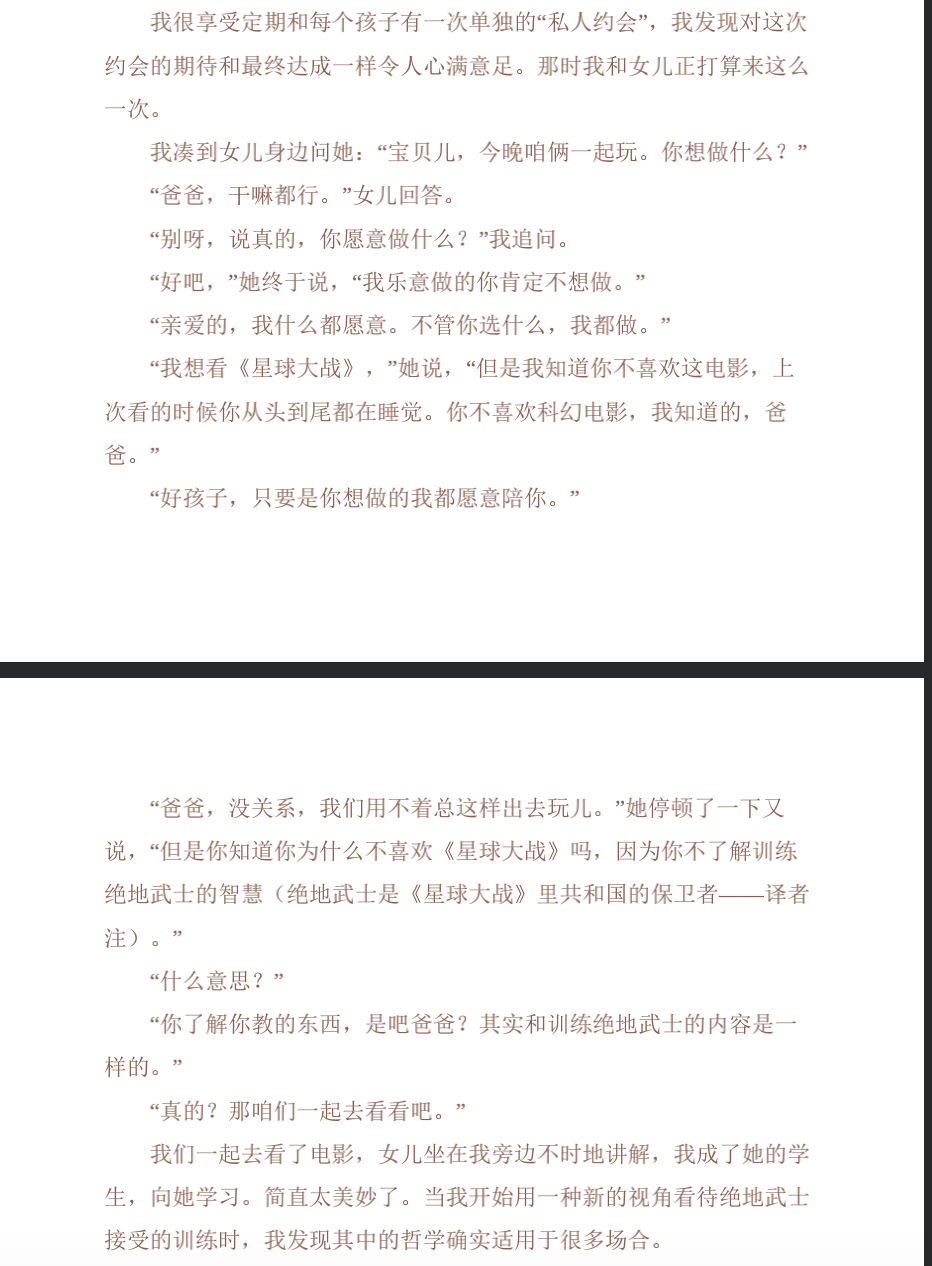 我很享受定期和每个孩子有一次单独的“私人约会”，我发现对这次
约会的期待和最终达成一样令人心满意足。那时我和女儿正打算来这么
一次。
我凑到女儿身边问她：“宝贝儿，今晚咱俩一起玩。你想做什么？”
“爸爸，干嘛都行。”女儿回答。
“别呀，说真的，你愿意做什么？”我追问。
“好吧，”她终于说，“我乐意做的你肯定不想做。”
“亲爱的，我什么都愿意。不管你选什么，我都做。”
“我想看《星球大战》，”她说，“但是我知道你不喜欢这电影，上
次看的时候你从头到尾都在睡觉。你不喜欢科幻电影，我知道的，爸
爸。”
“好孩子，只要是你想做的我都愿意陪你。”
“爸爸，没关系，我们用不着总这样出去玩儿。”她停顿了一下又
说，“但是你知道你为什么不喜欢《星球大战》吗，因为你不了解训练
绝地武士的智慧（绝地武士是《星球大战》里共和国的保卫者——译者
注）。”
“什么意思？”
“你了解你教的东西，是吧爸爸？其实和训练绝地武士的内容是一
样的。”
“真的？那咱们一起去看看吧。”
我们一起去看了电影，女儿坐在我旁边不时地讲解，我成了她的学
生，向她学习。简直太美妙了。当我开始用一种新的视角看待绝地武士
接受的训练时，我发现其中的哲学确实适用于很多场合。